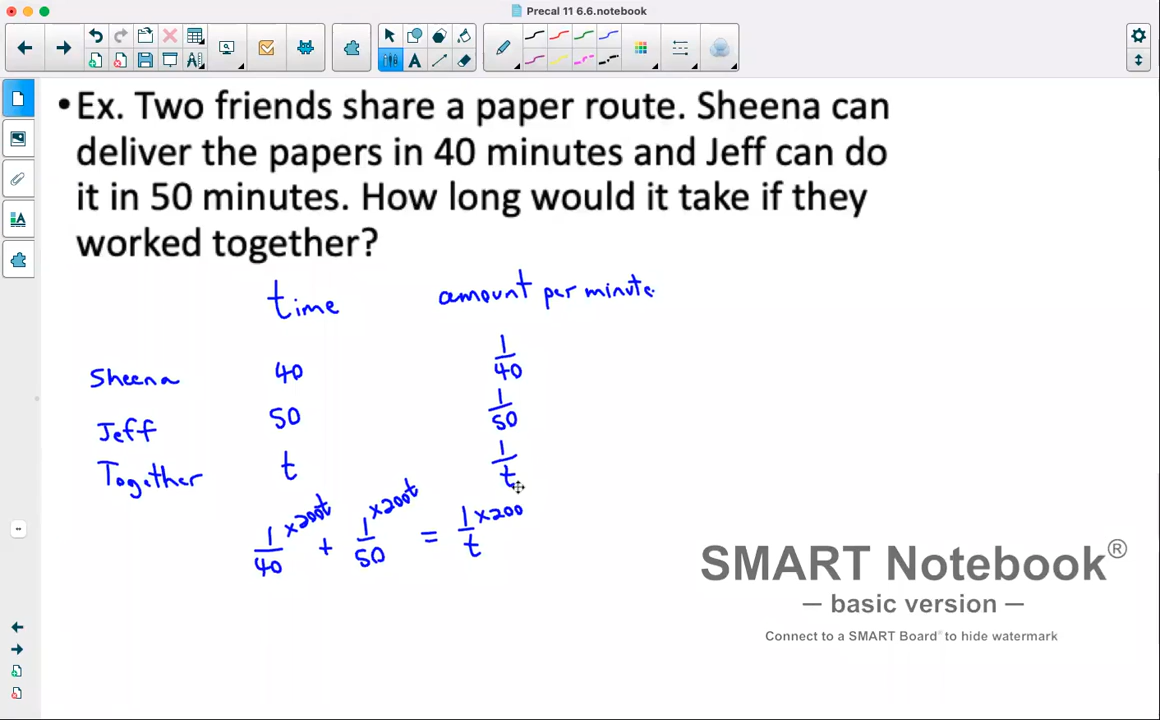 Precal 11 6.6.notebook
• Ex. Two friends share a paper route. Sheena can
deliver the papers in 40 minutes and Jeff can do
it in 50 minutes. How long would it take if they
worked together?
time amount per minute.
Sheena 40 1/40
Jeff 50 1/50
Together t 1/t
1/40 ×200t + 1/50 ×200t = 1/t ×200
SMART Notebook®
— basic version —
Connect to a SMART Board® to hide watermark